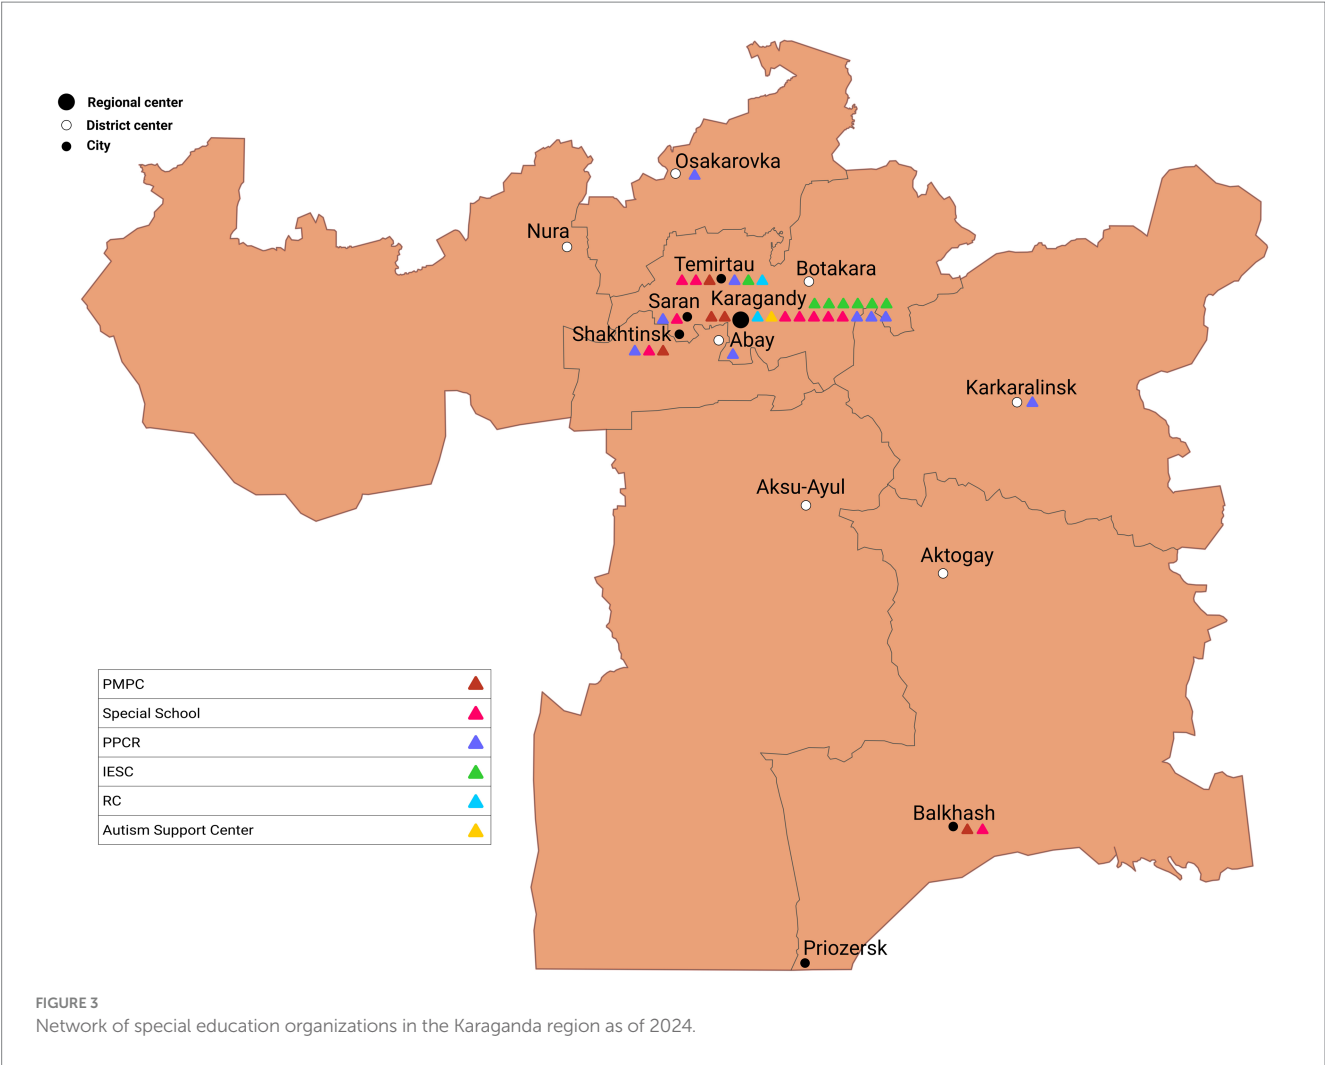 Regional center
District center
City
Osakarovka
Nura
Temirtau
Botakara
Saran
Karagandy
Shakhtinsk
Abay
Karkaralinsk
Aksu-Ayul
Aktogay
PMPC
Special School
PPCR
IESC
RC
Autism Support Center
Balkhash
Priozersk
FIGURE 3
Network of special education organizations in the Karaganda region as of 2024.